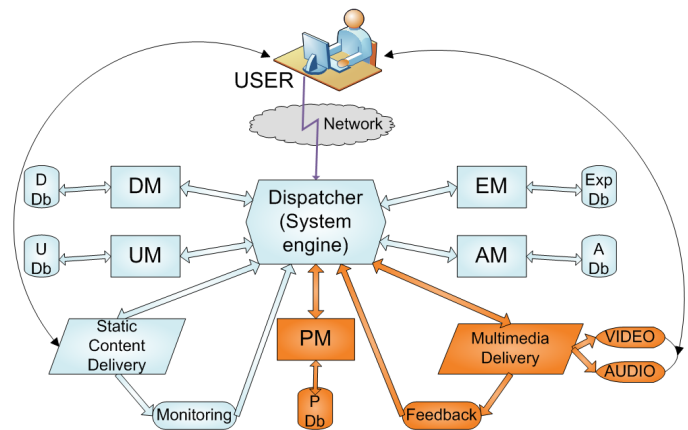 USER
Network
D
Db
DM
Dispatcher
(System
engine)
EM
Exp
Db
U
Db
UM
AM
A
Db
Static
Content
Delivery
PM
Multimedia
Delivery
VIDEO
AUDIO
Monitoring
P
Db
Feedback